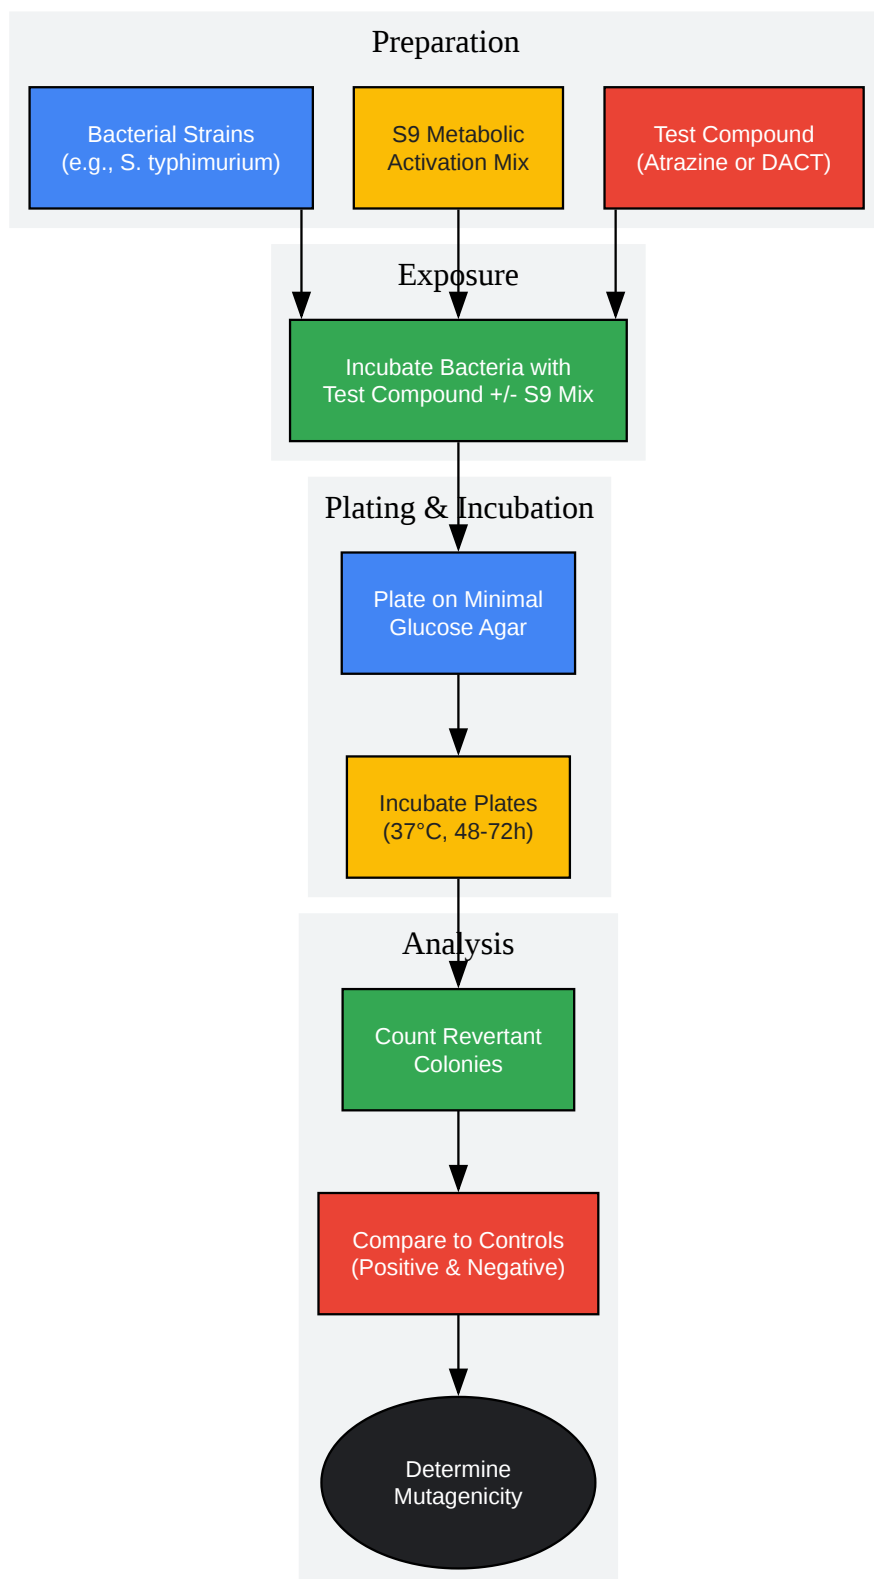 Preparation
Bacterial Strains
(e.g., S. typhimurium)
S9 Metabolic
Activation Mix
Test Compound
(Atrazine or DACT)
Exposure
Incubate Bacteria with
Test Compound +/- S9 Mix
Plating & Incubation
Plate on Minimal
Glucose Agar
Incubate Plates
(37°C, 48-72h)
Analysis
Count Revertant
Colonies
Compare to Controls
(Positive & Negative)
Determine
Mutagenicity